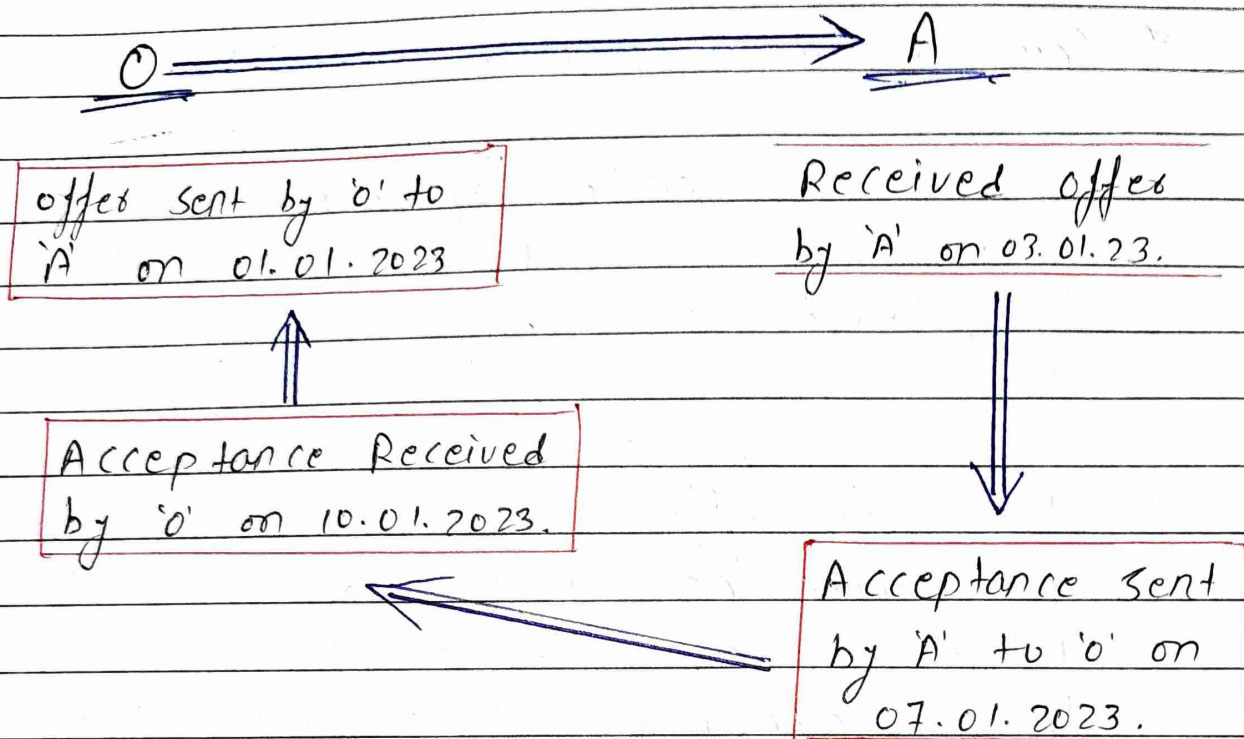 O
A
offer sent by 'O' to
'A' on 01.01.2023
Received offer
by 'A' on 03.01.23.
Acceptance Received
by 'O' on 10.01.2023.
Acceptance sent
by 'A' to 'O' on
07.01.2023.